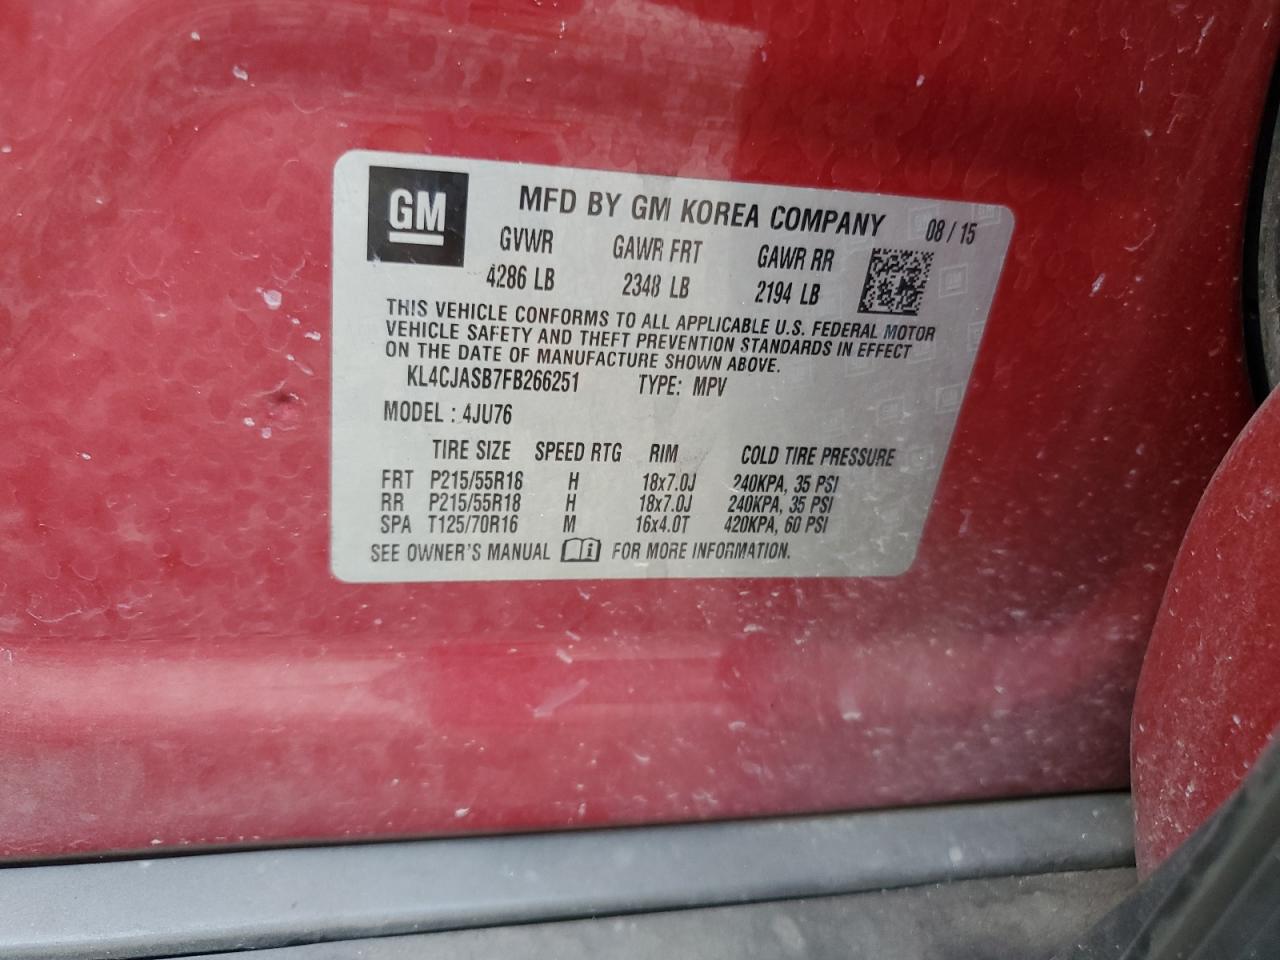 GM
MFD BY GM KOREA COMPANY 08 / 15
GVWR GAWR FRT GAWR RR
4286 LB 2348 LB 2194 LB
THIS VEHICLE CONFORMS TO ALL APPLICABLE U.S. FEDERAL MOTOR
VEHICLE SAFETY AND THEFT PREVENTION STANDARDS IN EFFECT
ON THE DATE OF MANUFACTURE SHOWN ABOVE.
KL4CJASB7FB266251 TYPE: MPV
MODEL : 4JU76
TIRE SIZE SPEED RTG RIM COLD TIRE PRESSURE
FRT P215/55R18 H 18x7.0J 240KPA, 35 PSI
RR P215/55R18 H 18x7.0J 240KPA, 35 PSI
SPA T125/70R16 M 16x4.0T 420KPA, 60 PSI
SEE OWNER'S MANUAL i FOR MORE INFORMATION.